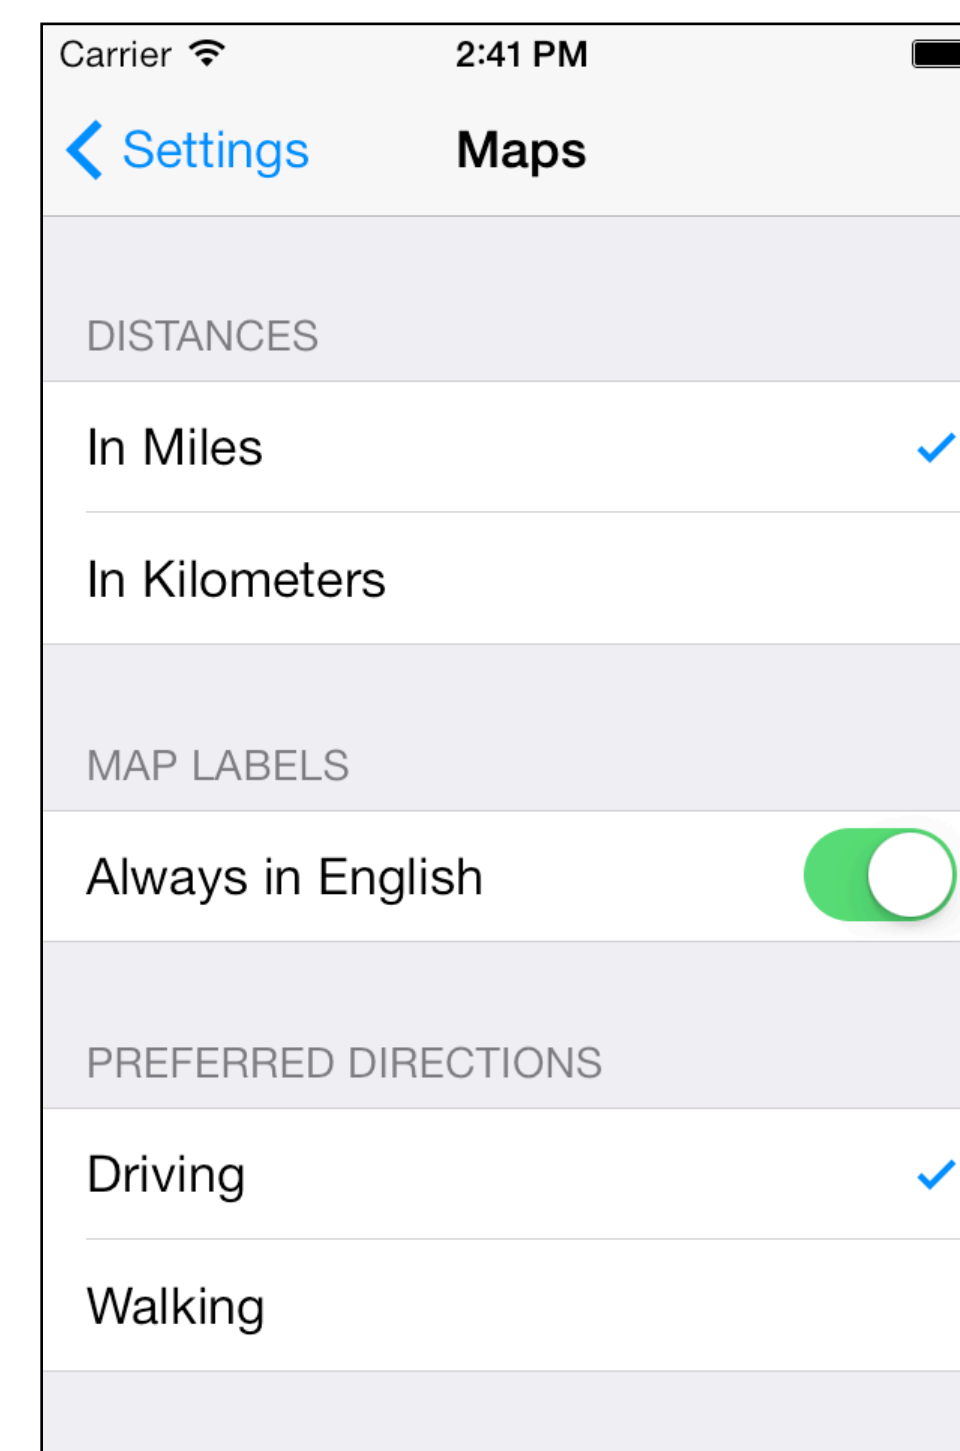 Carrier 2:41 PM
Settings Maps
DISTANCES
In Miles
In Kilometers
MAP LABELS
Always in English
PREFERRED DIRECTIONS
Driving
Walking